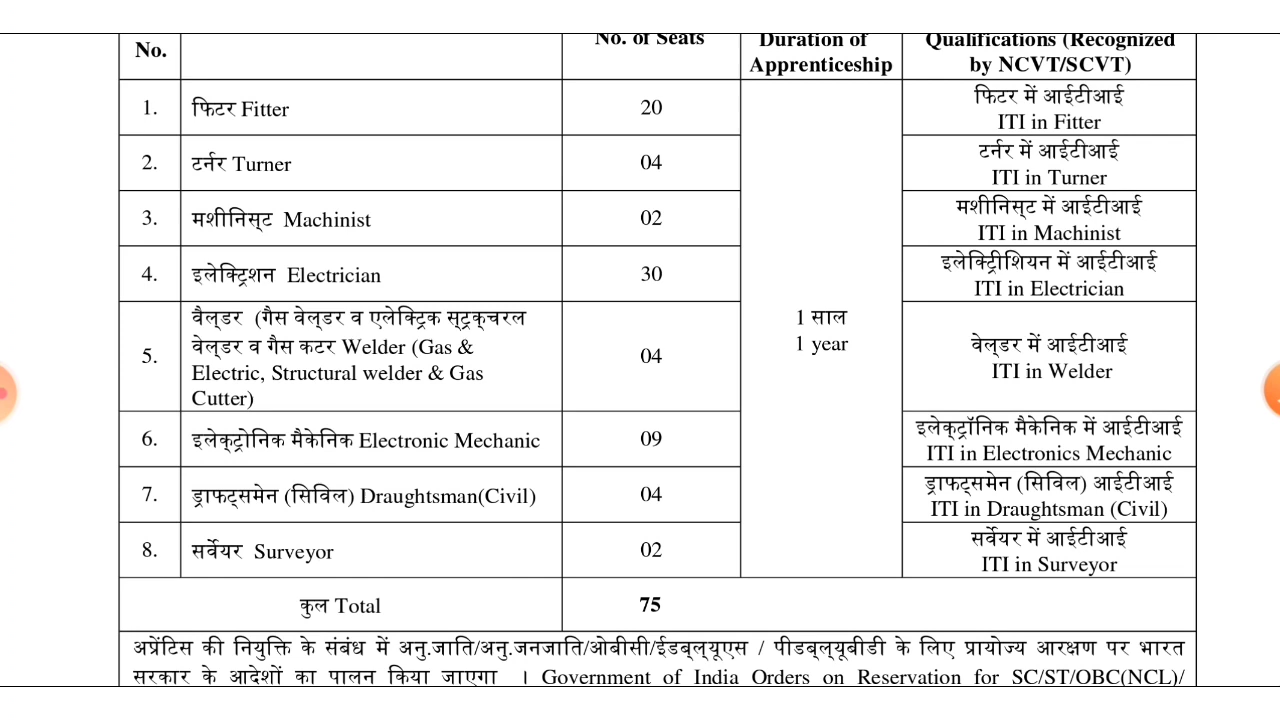 No.
No. of Seats
Duration of
Apprenticeship
Qualifications (Recognized
by NCVT/SCVT)
1.
फिटर Fitter
20
फिटर में आईटीआई
ITI in Fitter
2.
टर्नर Turner
04
टर्नर में आईटीआई
ITI in Turner
3.
मशीनिस्ट Machinist
02
मशीनिस्ट में आईटीआई
ITI in Machinist
4.
इलेक्ट्रिशन Electrician
30
इलेक्ट्रिीशियन में आईटीआई
ITI in Electrician
5.
वैल्डर (गैस वेल्डर व एलेक्ट्रिक स्ट्रक्चरल
वेल्डर व गैस कटर Welder (Gas &
Electric, Structural welder & Gas
Cutter)
04
1 साल
1 year
वेल्डर में आईटीआई
ITI in Welder
6.
इलेक्ट्रोनिक मैकेनिक Electronic Mechanic
09
इलेक्ट्रॉनिक मैकेनिक में आईटीआई
ITI in Electronics Mechanic
7.
ड्राफट्समेन (सिविल) Draughtsman(Civil)
04
ड्राफट्समेन (सिविल) आईटीआई
ITI in Draughtsman (Civil)
8.
सर्वेयर Surveyor
02
सर्वेयर में आईटीआई
ITI in Surveyor
कुल Total
75
अप्रेंटिस की नियुक्ति के संबंध में अनु.जाति/अनु.जनजाति/ओबीसी/ईडब्ल्यूएस / पीडब्ल्यूबीडी के लिए प्रायोज्य आरक्षण पर भारत
सरकार के आदेशों का पालन किया जाएगा । Government of India Orders on Reservation for SC/ST/OBC(NCL)/